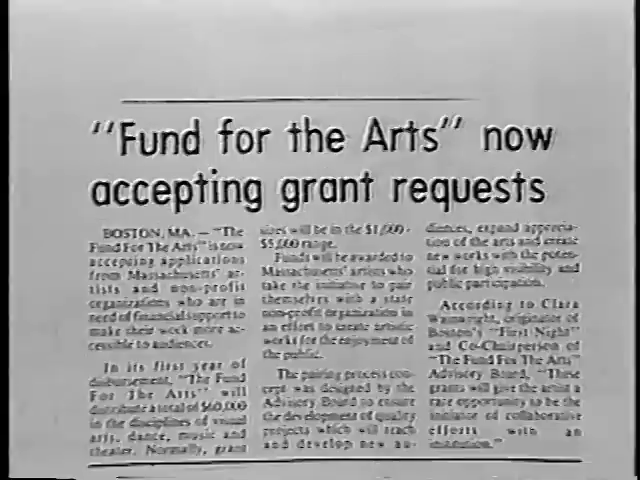 "Fund for the Arts" now
accepting grant requests
BOSTON, MA. — "The
Fund For The Arts" is now
accepting applications
from Massachusetts' ar-
tists and non-profit
organizations who are in
need of financial support to
make their work more ac-
cessible to audiences.
In its first year of
disbursement, "The Fund
For The Arts" will
distribute a total of $60,000
in the disciplines of visual
arts, dance, music and
theater. Normally, grant
sizes will be in the $1,000-
$5,000 range.
Funds will be awarded to
Massachusetts' artists who
take the initiative to pair
themselves with a state
non-profit organization in
an effort to create artistic
works for the enjoyment of
the public.
The pairing process con-
cept was designed by the
Advisory Board to ensure
the development of quality
projects which will reach
and develop new au-
diences, expand apprecia-
tion of the arts and create
new works with the poten-
tial for high visibility and
public participation.
According to Clara
Wainwright, originator of
Boston's "First Night"
and Co-Chairperson of
"The Fund For The Arts"
Advisory Board, "These
grants will give the artist a
rare opportunity to be the
initiator of collaborative
efforts with an
institution."